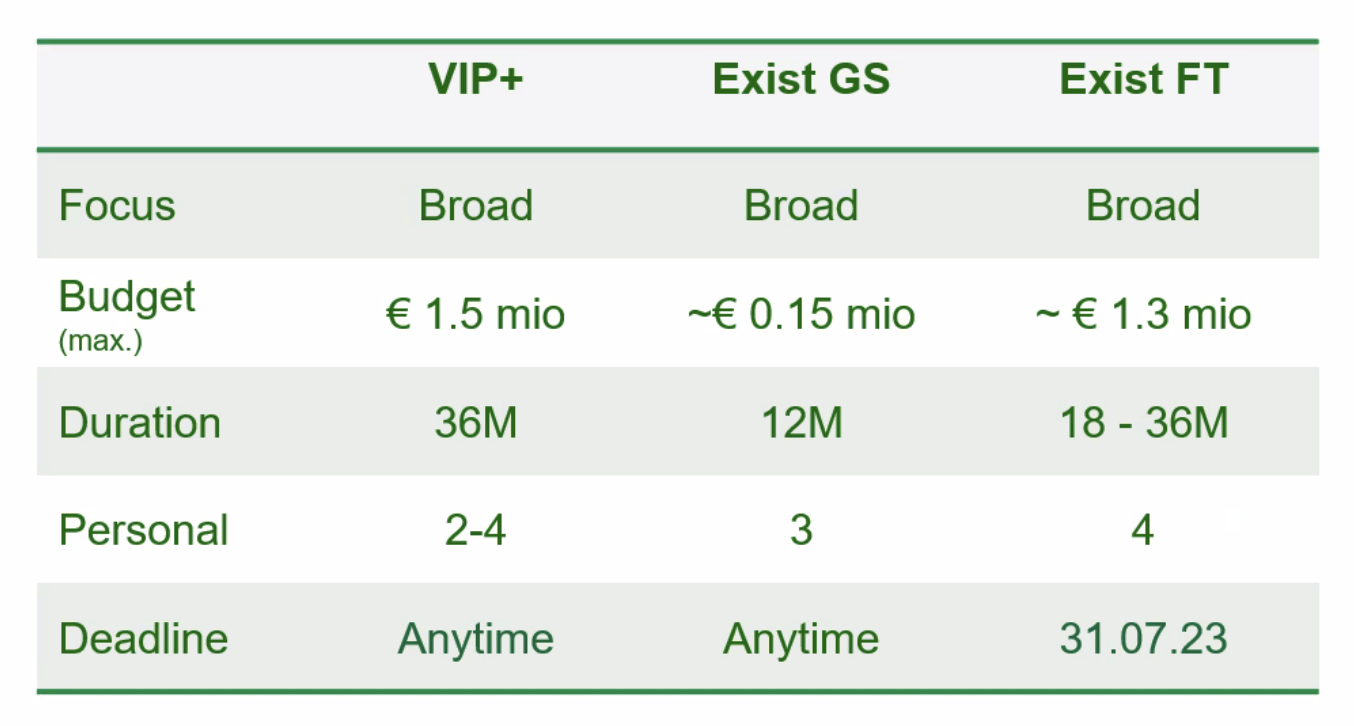 VIP+ Exist GS Exist FT
Focus Broad Broad Broad
Budget € 1.5 mio ~€ 0.15 mio ~ € 1.3 mio
(max.)
Duration 36M 12M 18 - 36M
Personal 2-4 3 4
Deadline Anytime Anytime 31.07.23